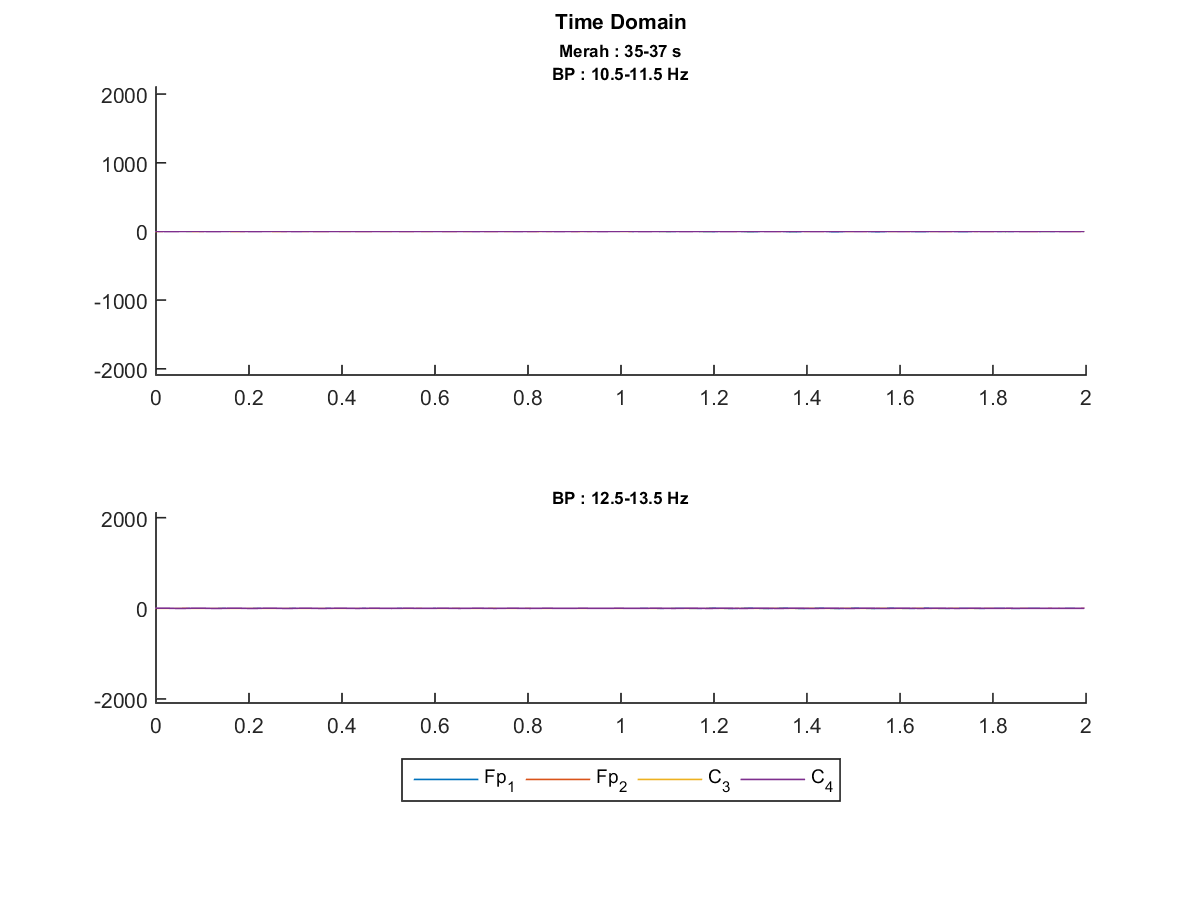 Time Domain
Merah : 35-37 s
BP : 10.5-11.5 Hz
2000
1000
0
-1000
-2000
0 0.2 0.4 0.6 0.8 1 1.2 1.4 1.6 1.8 2
BP : 12.5-13.5 Hz
2000
0
-2000
0 0.2 0.4 0.6 0.8 1 1.2 1.4 1.6 1.8 2
Fp1 Fp2 C3 C4